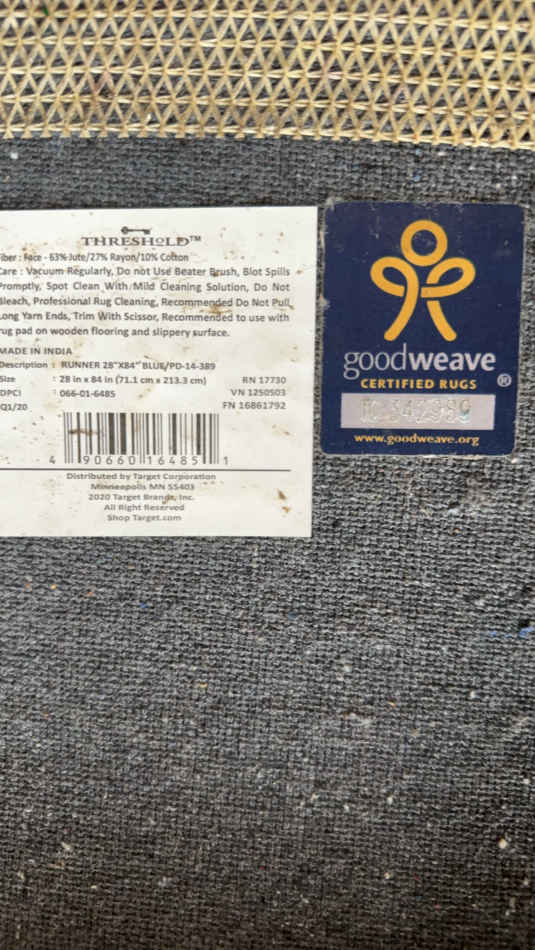 THRESHOLD™
Fiber : Face - 63% Jute/27% Rayon/10% Cotton
Care : Vacuum Regularly, Do not Use Beater Brush, Blot Spills
Promptly, Spot Clean With Mild Cleaning Solution, Do Not
Bleach, Professional Rug Cleaning, Recommended Do Not Pull
Long Yarn Ends, Trim With Scissor, Recommended to use with
rug pad on wooden flooring and slippery surface.
MADE IN INDIA
Description : RUNNER 28"X84" BLUE/PD-14-389
Size : 28 in x 84 in (71.1 cm x 213.3 cm) RN 17730
DPCI : 066-01-6485 VN 1250503
Q1/20 FN 16861792
4 90660 16485 1
Distributed by Target Corporation
Minneapolis MN 55403
2020 Target Brands, Inc.
All Right Reserved
Shop Target.com
goodweave®
CERTIFIED RUGS
www.goodweave.org